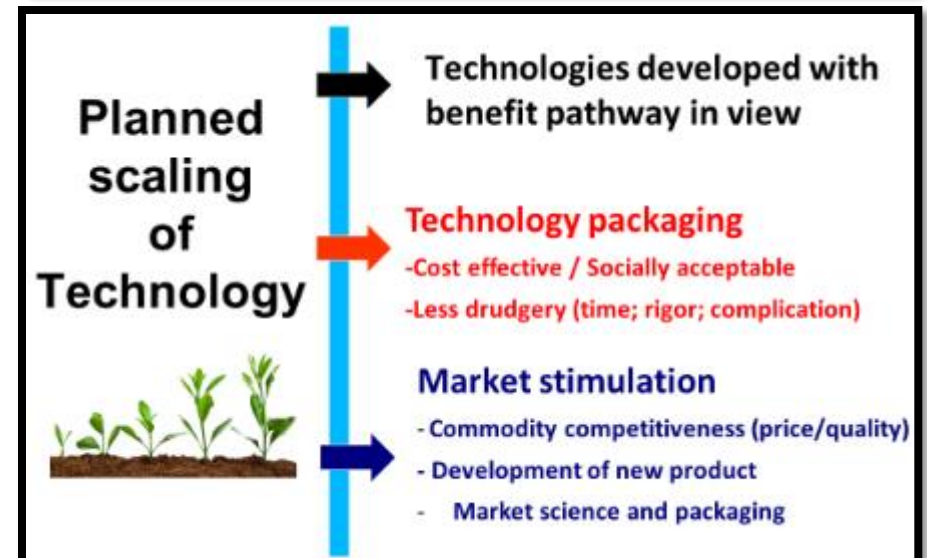 Planned
scaling
of
Technology
Technologies developed with
benefit pathway in view
Technology packaging
-Cost effective / Socially acceptable
-Less drudgery (time; rigor; complication)
Market stimulation
- Commodity competitiveness (price/quality)
- Development of new product
- Market science and packaging